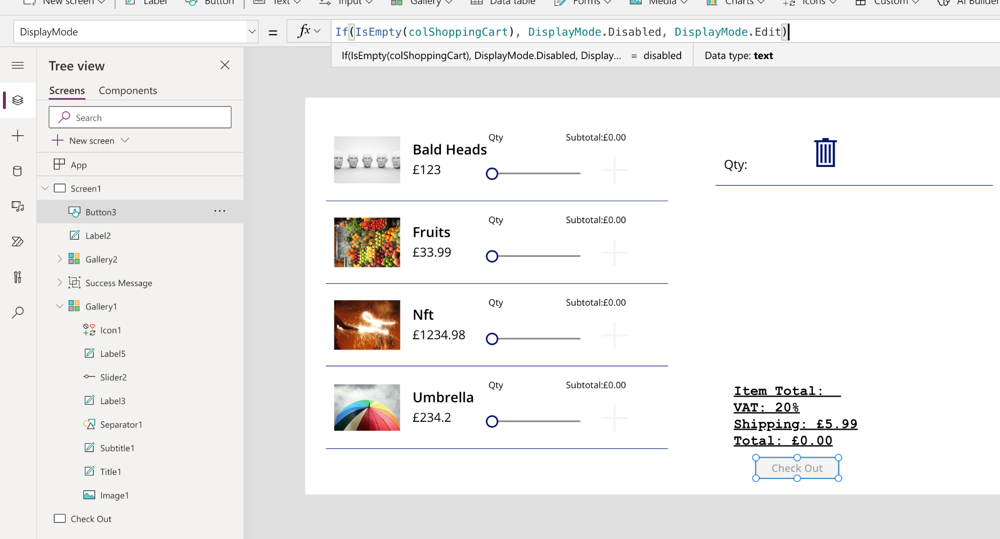 New screen
Label
Button
Text
Input
Gallery
Data table
Forms
Media
Charts
Icons
Custom
AI Builder
DisplayMode
=
fx
If(IsEmpty(colShoppingCart), DisplayMode.Disabled, DisplayMode.Edit)
If(IsEmpty(colShoppingCart), DisplayMode.Disabled, Display... = disabled
Data type: text
Tree view
Screens
Components
Search
New screen
App
Screen1
Button3
Label2
Gallery2
Success Message
Gallery1
Icon1
Label5
Slider2
Label3
Separator1
Subtitle1
Title1
Image1
Check Out
Bald Heads
£123
Qty
Subtotal:£0.00
Fruits
£33.99
Qty
Subtotal:£0.00
Nft
£1234.98
Qty
Subtotal:£0.00
Umbrella
£234.2
Qty
Subtotal:£0.00
Qty:
Item Total:
VAT: 20%
Shipping: £5.99
Total: £0.00
Check Out